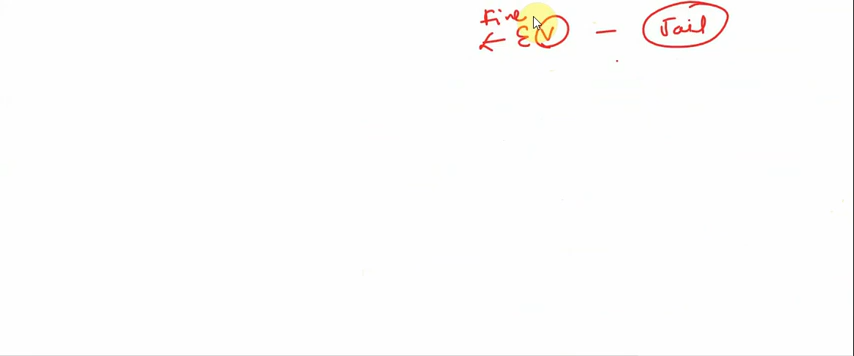 Fine
← EV — Jail